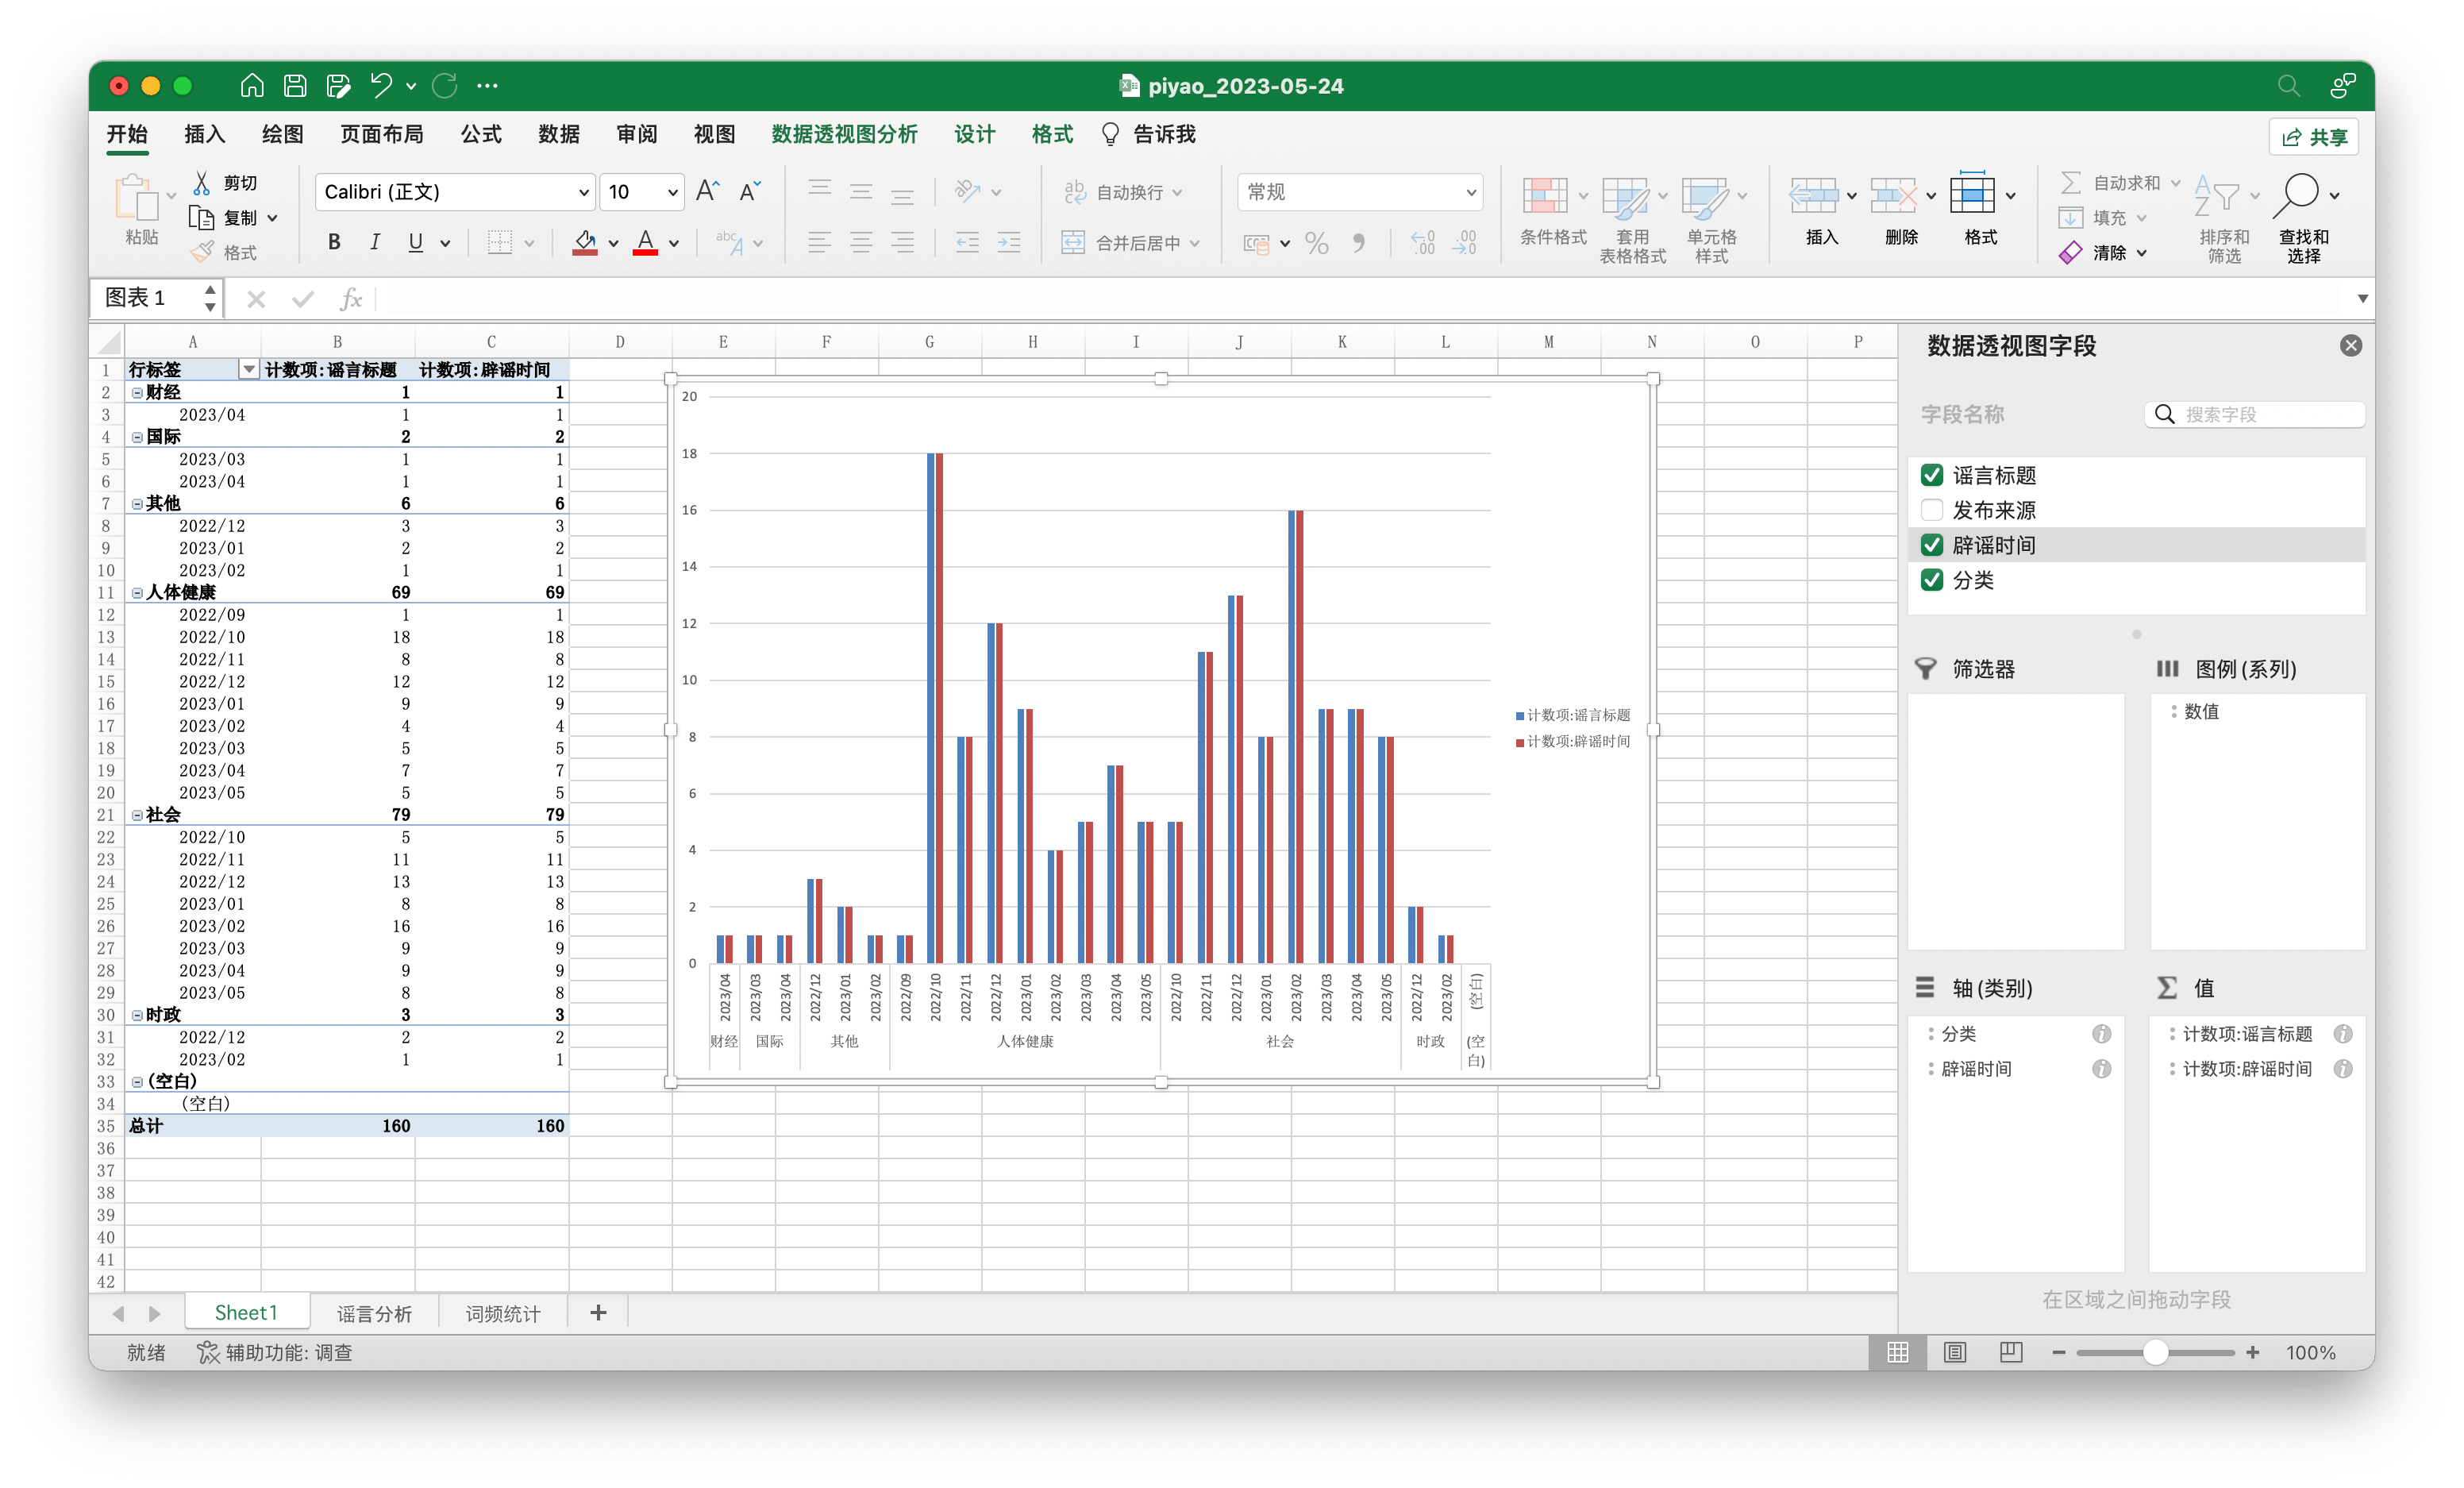 piyao_2023-05-24
开始 插入 绘图 页面布局 公式 数据 审阅 视图 数据透视图分析 设计 格式 告诉我 共享
粘贴 剪切 复制 格式
Calibri (正文) 10
B I U A
自动换行 合并后居中
常规
条件格式 套用 表格格式 单元格 样式
插入 删除 格式
自动求和 填充 清除
排序和 筛选 查找和 选择
图表 1 fx
A B C D E F G H I J K L M N O P
1 行标签 计数项:谣言标题 计数项:辟谣时间
2 财经 1 1
3 2023/04 1 1
4 国际 2 2
5 2023/03 1 1
6 2023/04 1 1
7 其他 6 6
8 2022/12 3 3
9 2023/01 2 2
10 2023/02 1 1
11 人体健康 69 69
12 2022/09 1 1
13 2022/10 18 18
14 2022/11 8 8
15 2022/12 12 12
16 2023/01 9 9
17 2023/02 4 4
18 2023/03 5 5
19 2023/04 7 7
20 2023/05 5 5
21 社会 79 79
22 2022/10 5 5
23 2022/11 11 11
24 2022/12 13 13
25 2023/01 8 8
26 2023/02 16 16
27 2023/03 9 9
28 2023/04 9 9
29 2023/05 8 8
30 时政 3 3
31 2022/12 2 2
32 2023/02 1 1
33 (空白)
34 (空白)
35 总计 160 160
36
37
38
39
40
41
42
20
18
16
14
12
10
8
6
4
2
0
2023/04 2023/03 2023/04 2022/12 2023/01 2023/02 2022/09 2022/10 2022/11 2022/12 2023/01 2023/02 2023/03 2023/04 2023/05 2022/10 2022/11 2022/12 2023/01 2023/02 2023/03 2023/04 2023/05 2022/12 2023/02 (空白)
财经 国际 其他 人体健康 社会 时政 (空白)
计数项:谣言标题
计数项:辟谣时间
数据透视图字段
字段名称 搜索字段
谣言标题
发布来源
辟谣时间
分类
筛选器 图例 (系列)
数值
轴 (类别) 值
分类 计数项:谣言标题
辟谣时间 计数项:辟谣时间
在区域之间拖动字段
Sheet1 谣言分析 词频统计 +
就绪 辅助功能: 调查 100%